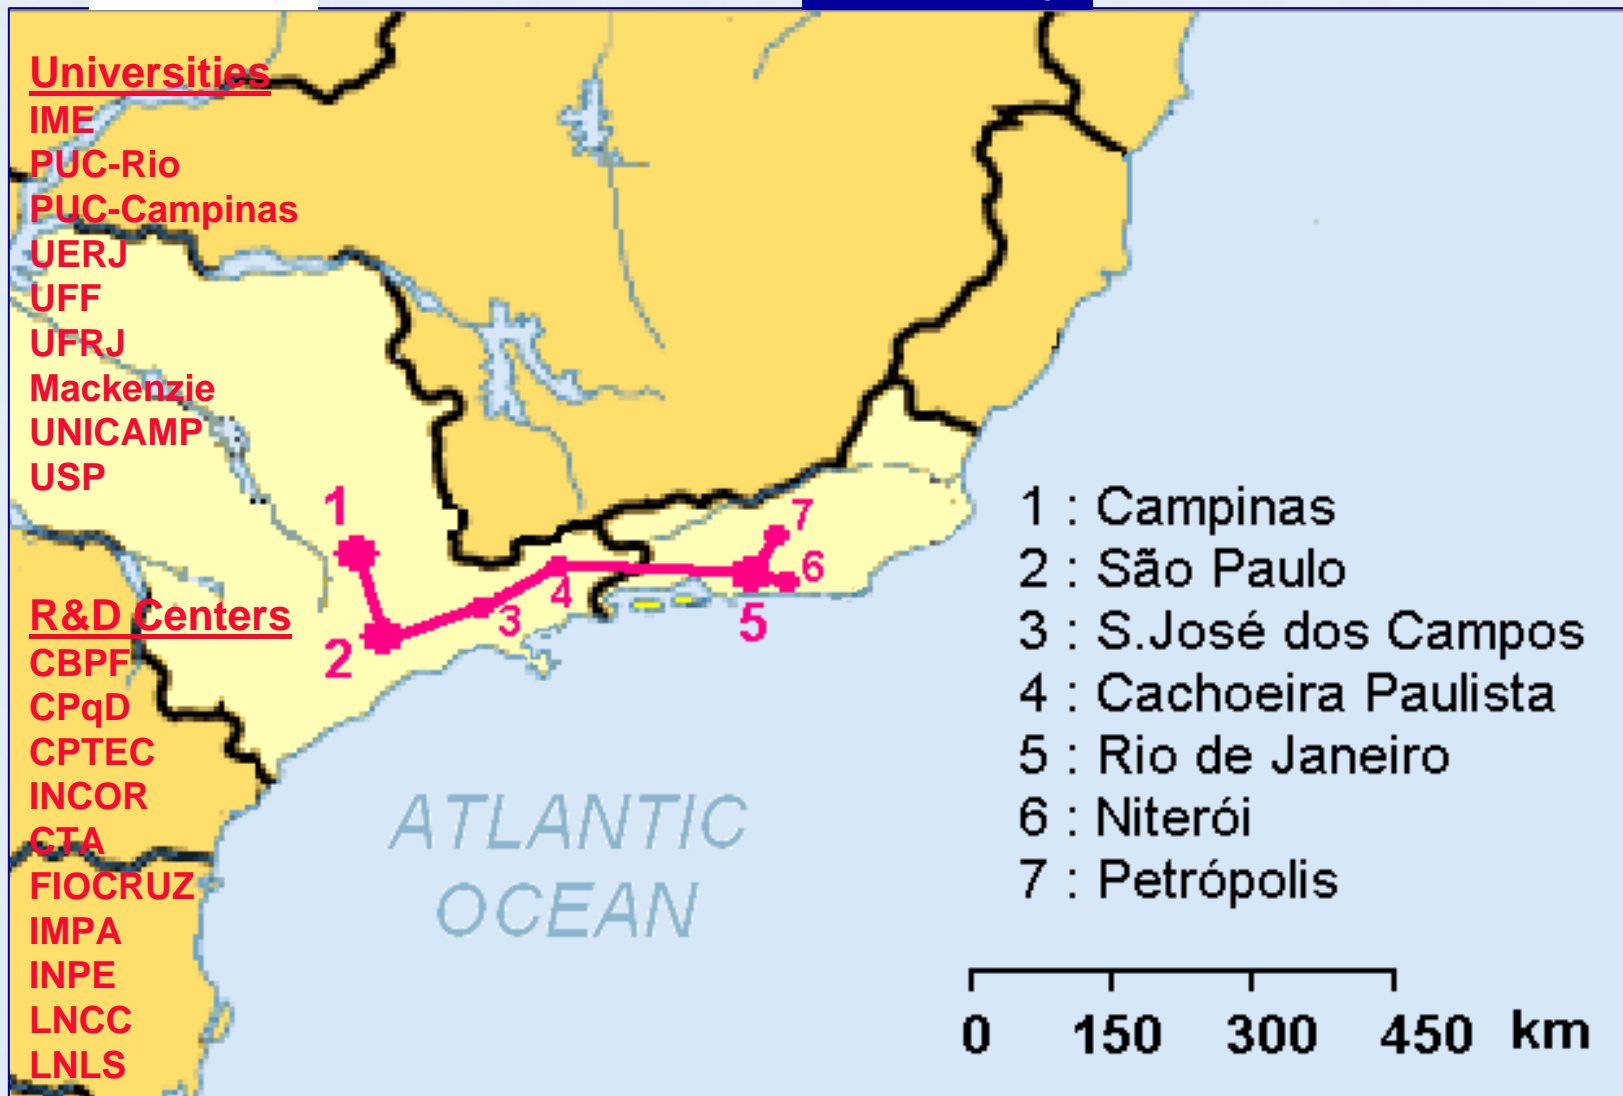 Universities
IME
PUC-Rio
PUC-Campinas
UERJ
UFF
UFRJ
Mackenzie
UNICAMP
USP
R&D Centers
CBPF
CPqD
CPTEC
INCOR
CTA
FIOCRUZ
IMPA
INPE
LNCC
LNLS
1
2
3
4
5
6
7
ATLANTIC
OCEAN
1 : Campinas
2 : São Paulo
3 : S.José dos Campos
4 : Cachoeira Paulista
5 : Rio de Janeiro
6 : Niterói
7 : Petrópolis
0 150 300 450 km